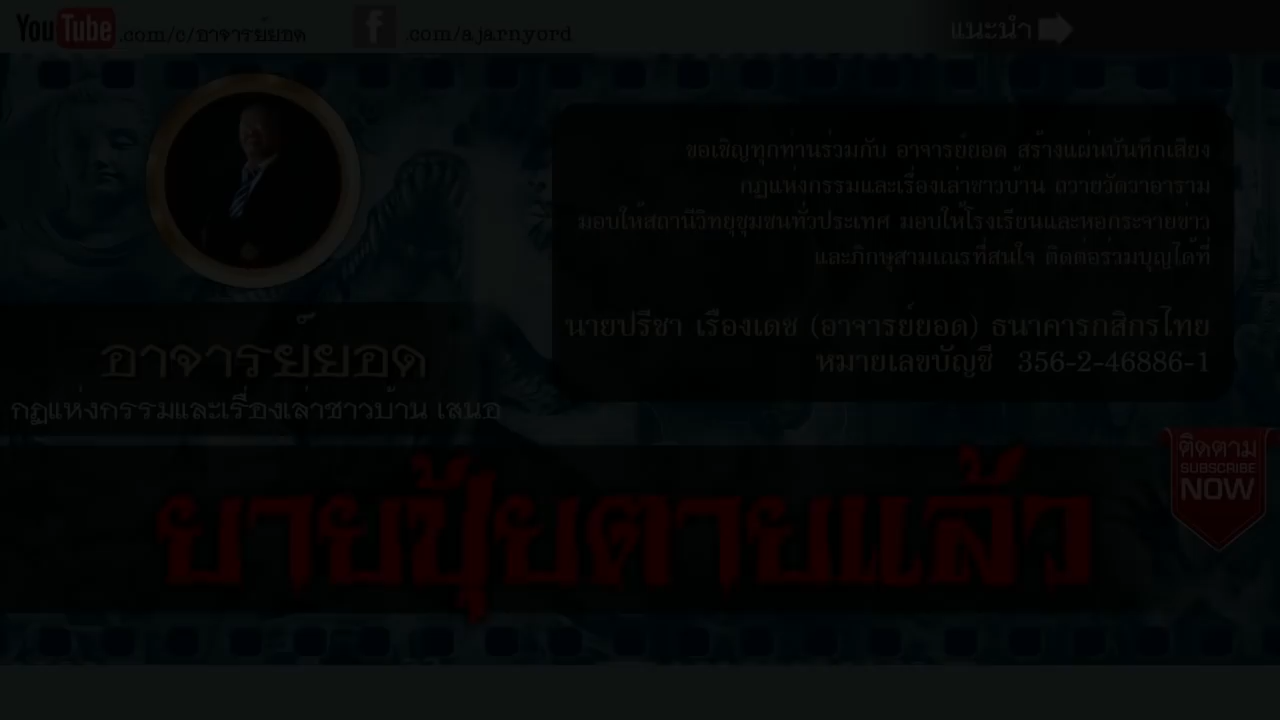 YouTube.com/c/อาจารย์ยอด
f .com/ajarnyord
แนะนำ
ขอเชิญทุกท่านร่วมกับ อาจารย์ยอด สร้างแผ่นบันทึกเสียง
กฎแห่งกรรมและเรื่องเล่าชาวบ้าน ถวายวัดวาอาราม
มอบให้สถานีวิทยุชุมชนทั่วประเทศ มอบให้โรงเรียนและหอกระจายข่าว
และภิกษุสามเณรที่สนใจ ติดต่อร่วมบุญได้ที่
นายปรีชา เรืองเดช (อาจารย์ยอด) ธนาคารกสิกรไทย
หมายเลขบัญชี 356-2-46886-1
อาจารย์ยอด
กฎแห่งกรรมและเรื่องเล่าชาวบ้าน เสนอ
ติดตาม
SUBSCRIBE
NOW
ยายปุ้ยตายแล้ว